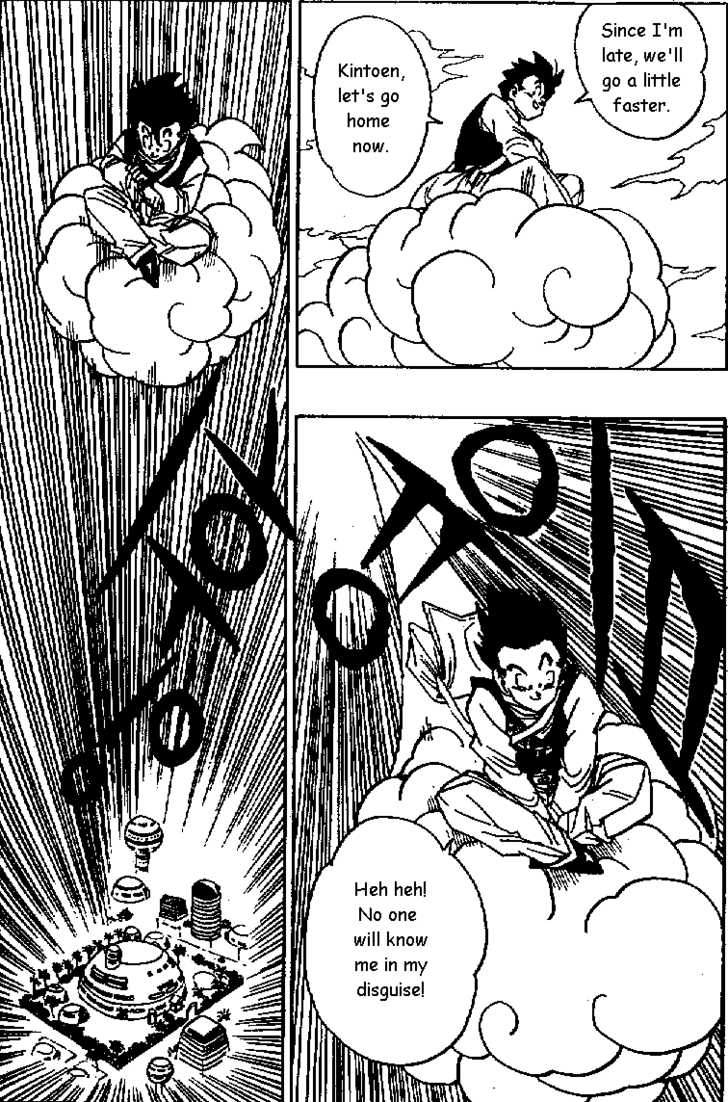 Since I'm
late, we'll
go a little
faster.
Kintoen,
let's go
home
now.
Heh heh!
No one
will know
me in my
disguise!